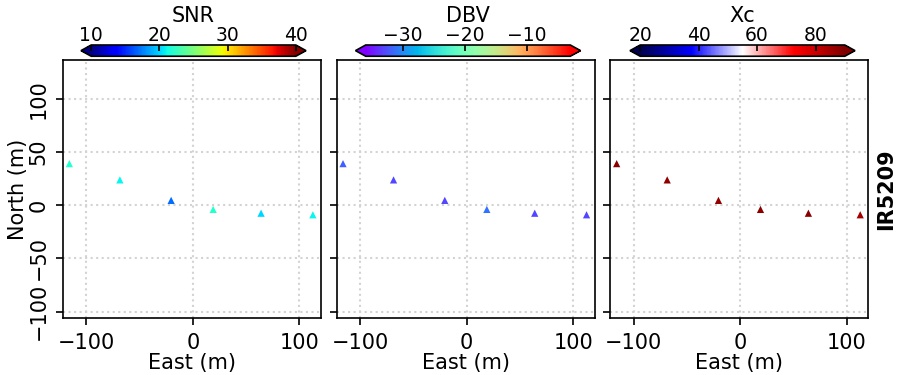 SNR DBV Xc
10 20 30 40 −30 −20 −10 20 40 60 80
100
50
0
−50
−100
North (m)
IR5209
−100 0 100 −100 0 100 −100 0 100
East (m) East (m) East (m)